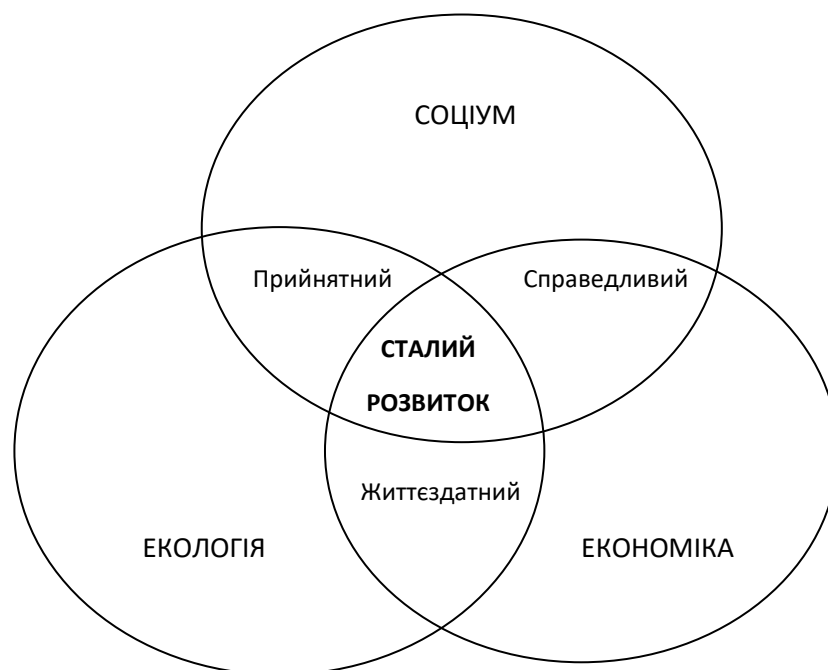 СОЦІУМ
Прийнятний
Справедливий
СТАЛИЙ
РОЗВИТОК
Життєздатний
ЕКОЛОГІЯ
ЕКОНОМІКА